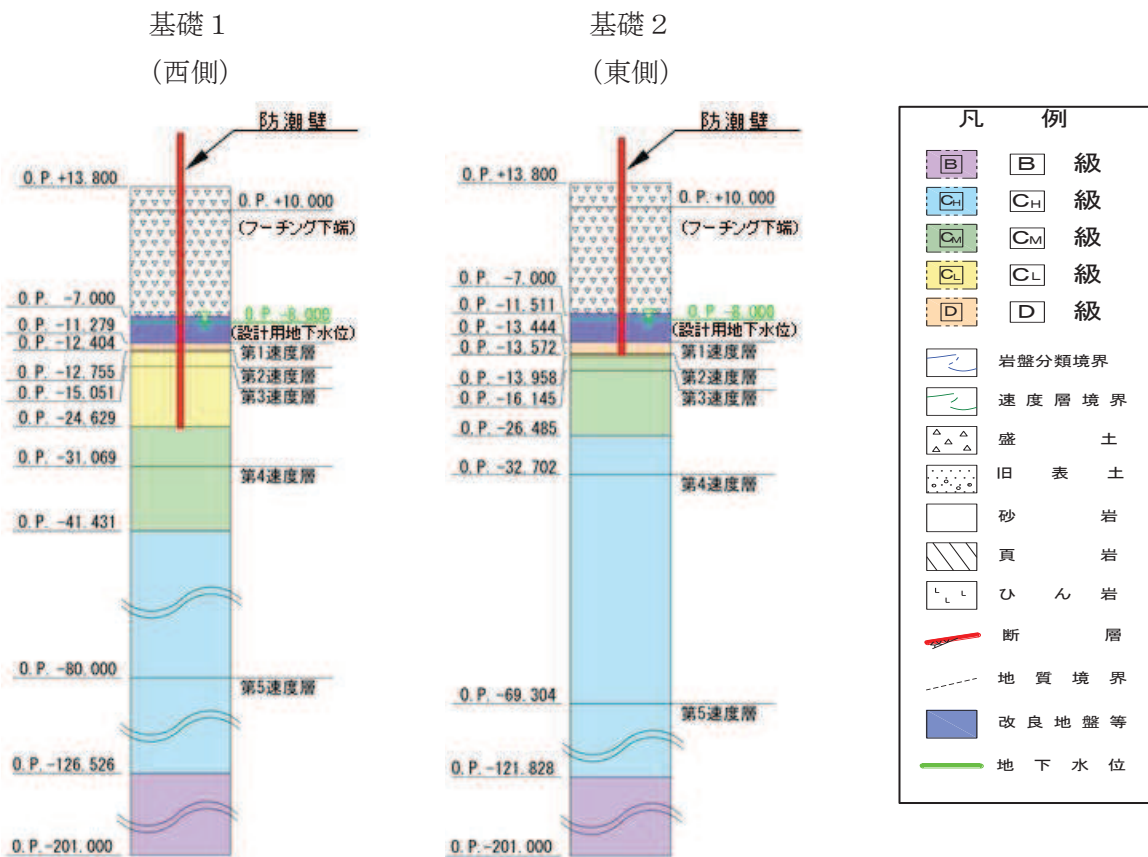 基礎１
（西側）
防潮壁
O.P.+13.800
O.P.+10.000
(フーチング下端)
O.P. -7.000
O.P. -8.000
(設計用地下水位)
O.P. -11.279
O.P. -12.404
第1速度層
O.P. -12.755
第2速度層
O.P. -15.051
第3速度層
O.P. -24.629
O.P. -31.069
第4速度層
O.P. -41.431
O.P. -80.000
第5速度層
O.P.-126.526
O.P.-201.000
基礎２
（東側）
防潮壁
O.P.+13.800
O.P.+10.000
(フーチング下端)
O.P. -7.000
O.P. -8.000
(設計用地下水位)
O.P. -11.511
O.P. -13.444
O.P. -13.572
第1速度層
O.P. -13.958
第2速度層
O.P. -16.145
第3速度層
O.P. -26.485
O.P. -32.702
第4速度層
O.P. -69.304
第5速度層
O.P.-121.828
O.P.-201.000
凡 例
B B 級
CH CH 級
CM CM 級
CL CL 級
D D 級
岩盤分類境界
速度層境界
盛土
旧表土
砂岩
頁岩
ひん岩
断層
地質境界
改良地盤等
地下水位